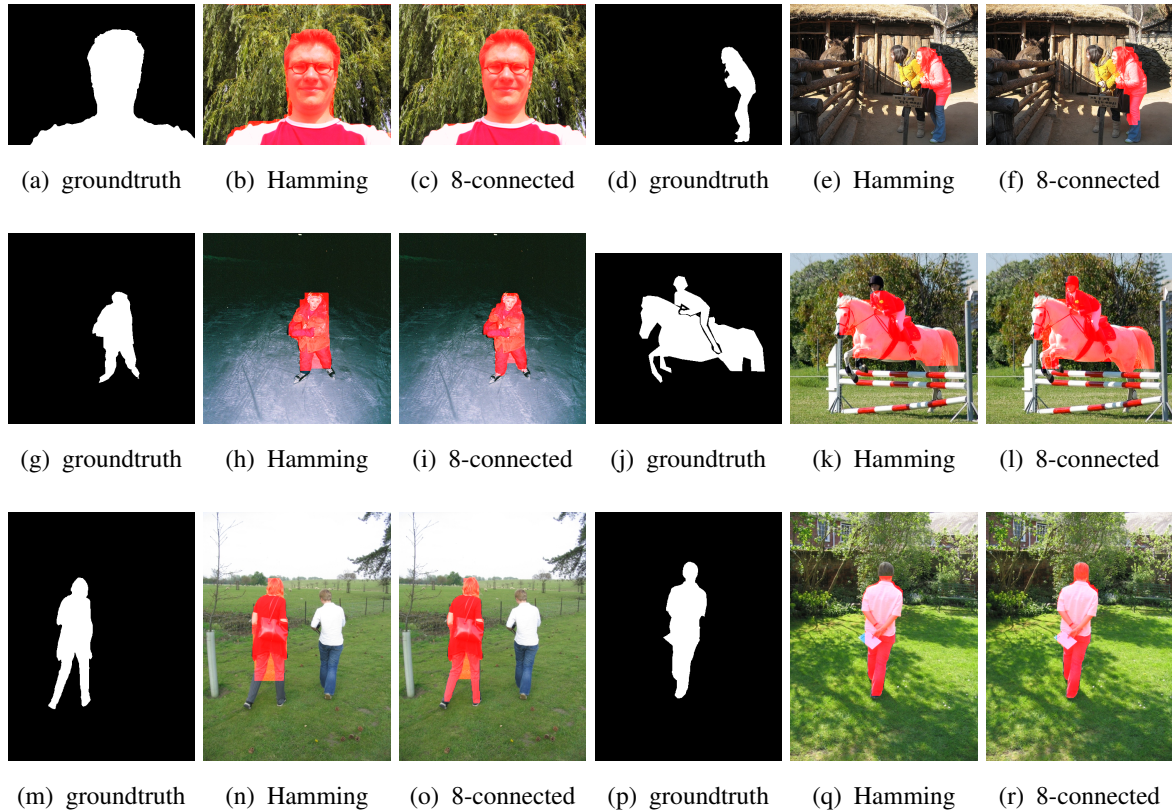 (a) groundtruth (b) Hamming (c) 8-connected (d) groundtruth (e) Hamming (f) 8-connected
(g) groundtruth (h) Hamming (i) 8-connected (j) groundtruth (k) Hamming (l) 8-connected
(m) groundtruth (n) Hamming (o) 8-connected (p) groundtruth (q) Hamming (r) 8-connected